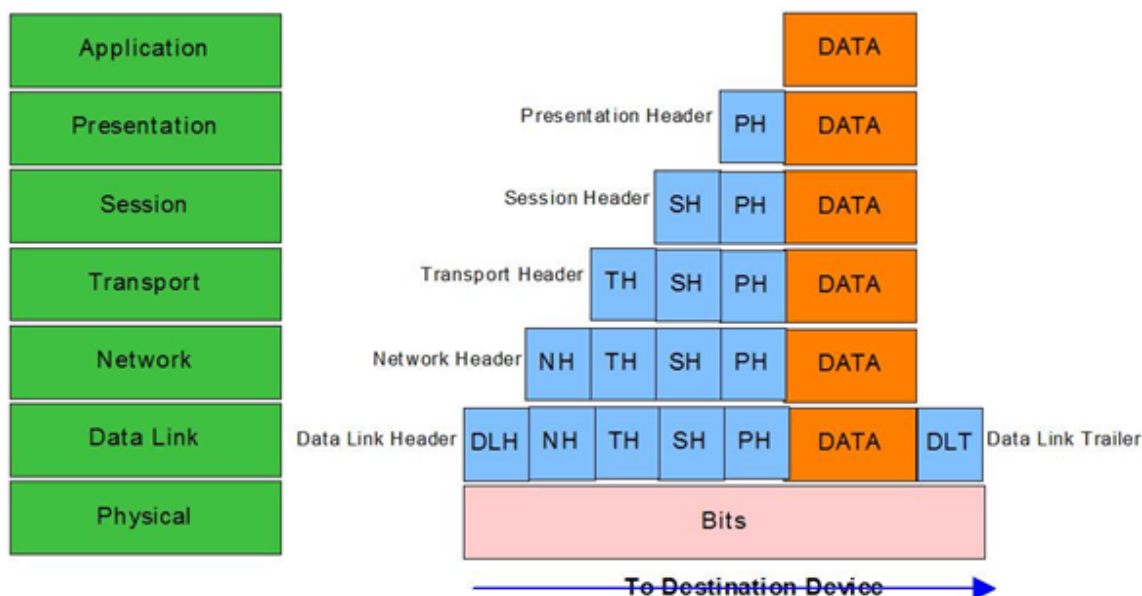 Application DATA
Presentation Presentation Header PH DATA
Session Session Header SH PH DATA
Transport Transport Header TH SH PH DATA
Network Network Header NH TH SH PH DATA
Data Link Data Link Header DLH NH TH SH PH DATA DLT Data Link Trailer
Physical Bits
To Destination Device